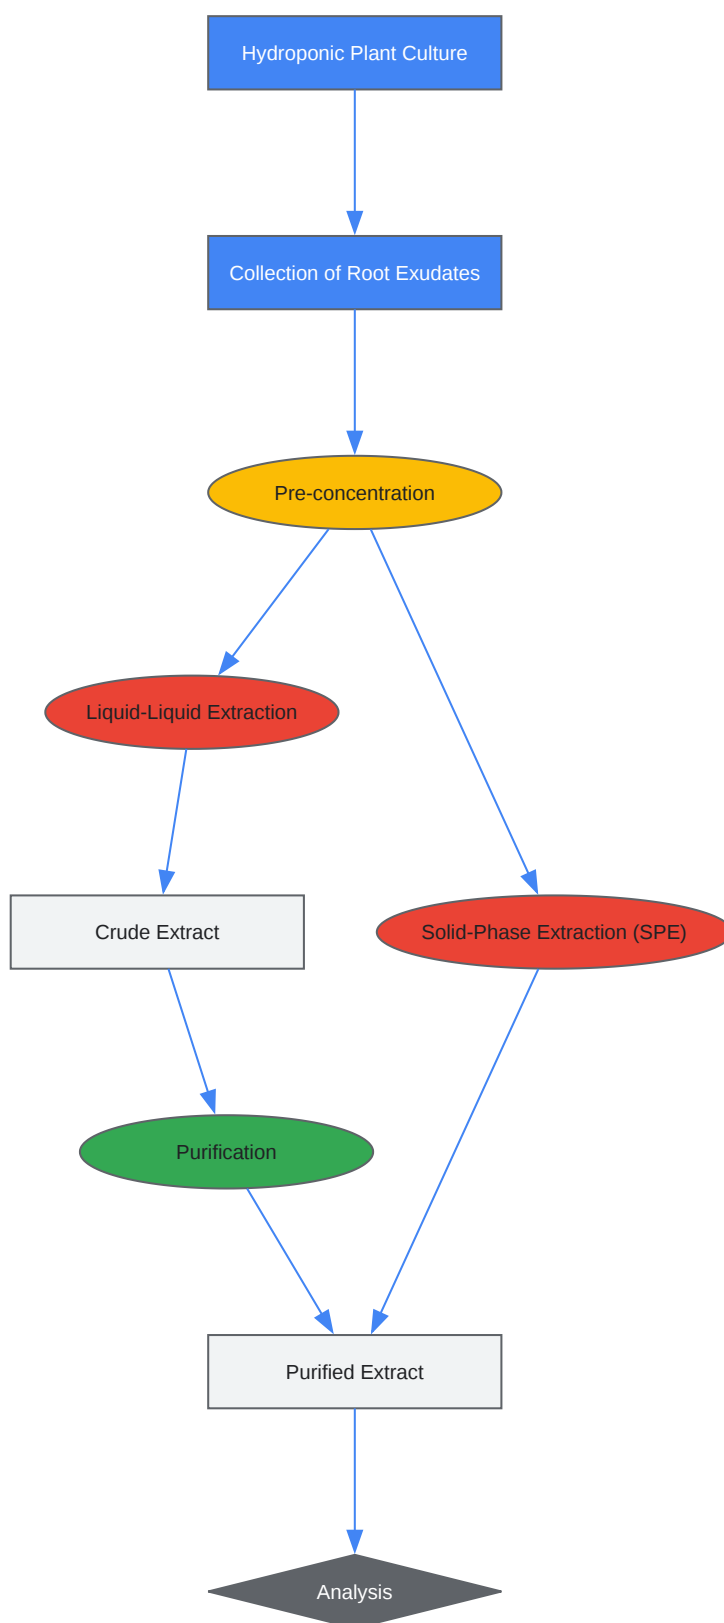 Hydroponic Plant Culture
Collection of Root Exudates
Pre-concentration
Liquid-Liquid Extraction
Crude Extract
Solid-Phase Extraction (SPE)
Purification
Purified Extract
Analysis